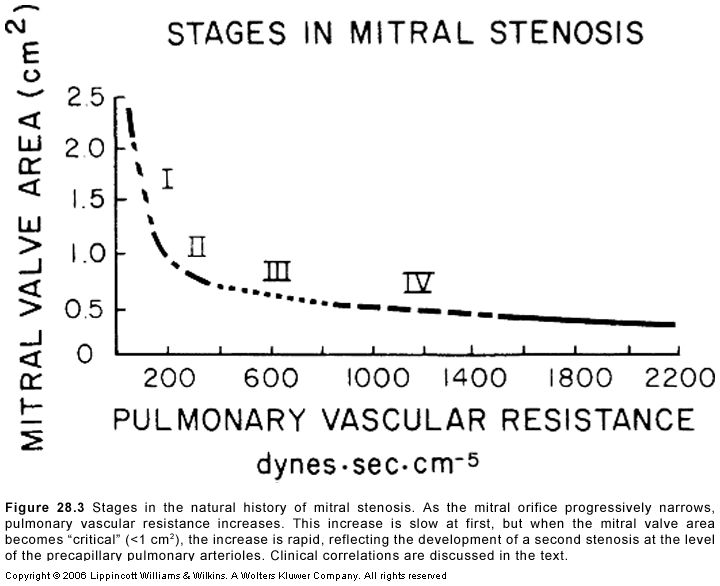 STAGES IN MITRAL STENOSIS
MITRAL VALVE AREA (cm²)
2.5
2.0
1.5
1.0
0.5
0
I
II
III
IV
200 600 1000 1400 1800 2200
PULMONARY VASCULAR RESISTANCE
dynes·sec·cm⁻⁵
Figure 28.3 Stages in the natural history of mitral stenosis. As the mitral orifice progressively narrows,
pulmonary vascular resistance increases. This increase is slow at first, but when the mitral valve area
becomes “critical” (<1 cm²), the increase is rapid, reflecting the development of a second stenosis at the level
of the precapillary pulmonary arterioles. Clinical correlations are discussed in the text.
Copyright © 2006 Lippincott Williams & Wilkins. A Wolters Kluwer Company. All rights reserved